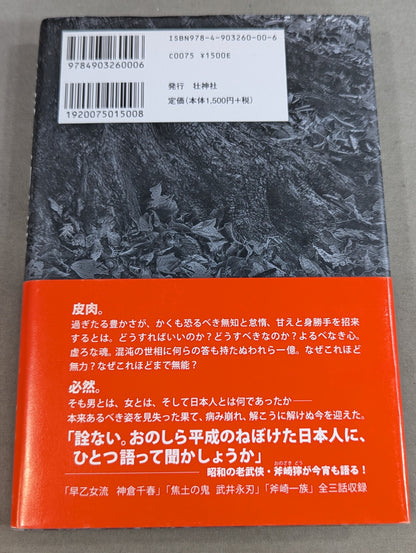 ISBN978-4-903260-00-6
C0075 ¥1500E
9784903260006
発行　壮神社
定価（本体1,500円＋税）
1920075015008
皮肉。
過ぎたる豊かさが、かくも恐るべき無知と怠惰、甘えと身勝手を招来
するとは。どうすればいいのか？どうすべきなのか？よるべなき心。
虚ろな魂。混沌の世相に何らの答も持たぬわれら一億。なぜこれほど
無力？なぜこれほどまで無能？
必然。
そも男とは、女とは、そして日本人とは何であったか――
本来あるべき姿を見失った果て、病み崩れ、解こうに解けぬ今を迎えた。
「詮ない。おのしら平成のねぼけた日本人に、
ひとつ語って聞かしょうか」
おのざき どう
――昭和の老武侠・斧崎獰が今宵も語る！
「早乙女流　神倉千春」「焦土の鬼　武井永刃」「斧崎一族」全三話収録